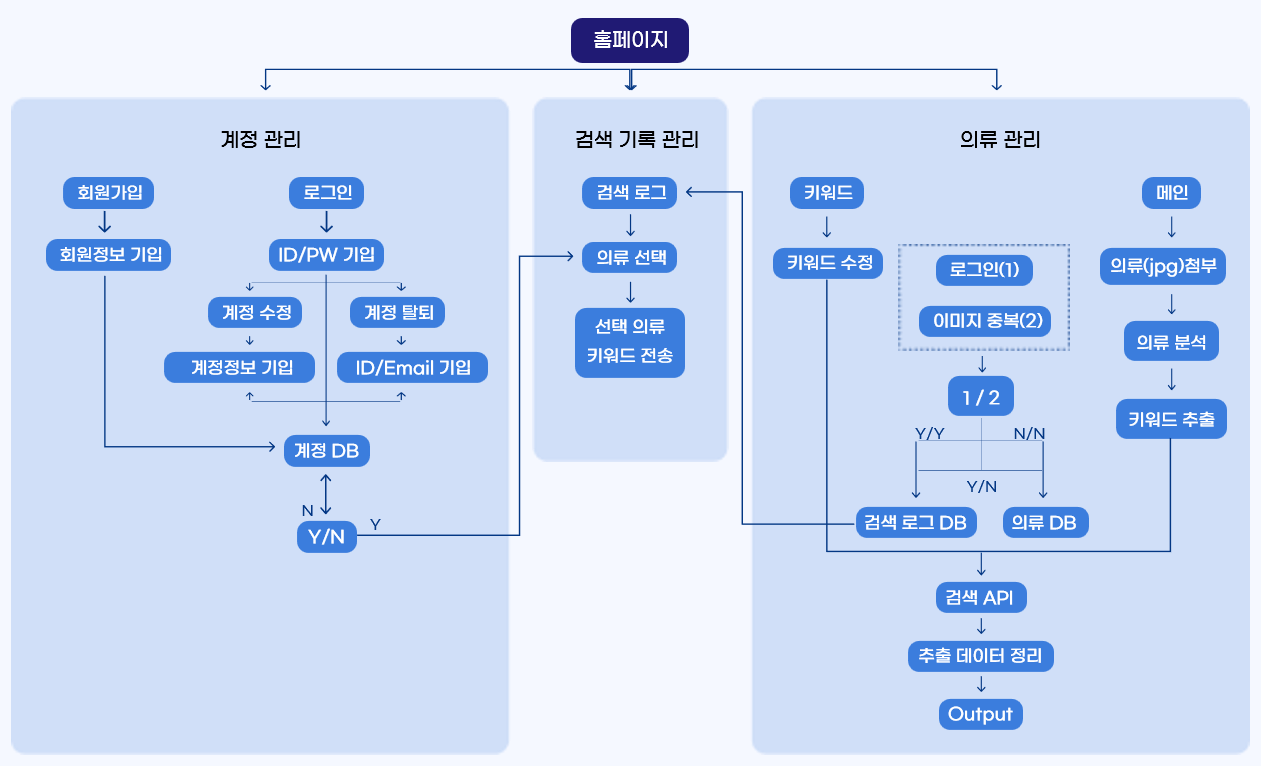 홈페이지
계정 관리
회원가입
로그인
회원정보 기입
ID/PW 기입
계정 수정
계정 탈퇴
계정정보 기입
ID/Email 기입
계정 DB
N
Y
Y/N
검색 기록 관리
검색 로그
의류 선택
선택 의류
키워드 전송
의류 관리
키워드
메인
키워드 수정
로그인(1)
이미지 중복(2)
의류(jpg)첨부
의류 분석
1 / 2
키워드 추출
Y/Y
N/N
Y/N
검색 로그 DB
의류 DB
검색 API
추출 데이터 정리
Output